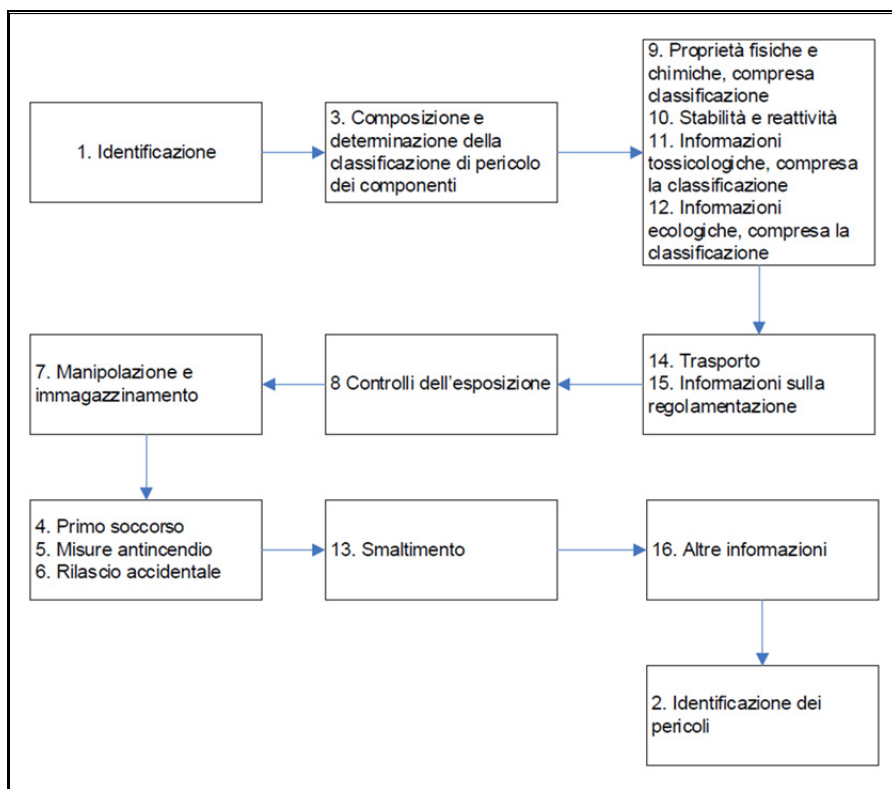 1. Identificazione
3. Composizione e
determinazione della
classificazione di pericolo
dei componenti
9. Proprietà fisiche e
chimiche, compresa
classificazione
10. Stabilità e reattività
11. Informazioni
tossicologiche, compresa
la classificazione
12. Informazioni
ecologiche, compresa la
classificazione
7. Manipolazione e
immagazzinamento
8 Controlli dell'esposizione
14. Trasporto
15. Informazioni sulla
regolamentazione
4. Primo soccorso
5. Misure antincendio
6. Rilascio accidentale
13. Smaltimento
16. Altre informazioni
2. Identificazione dei
pericoli